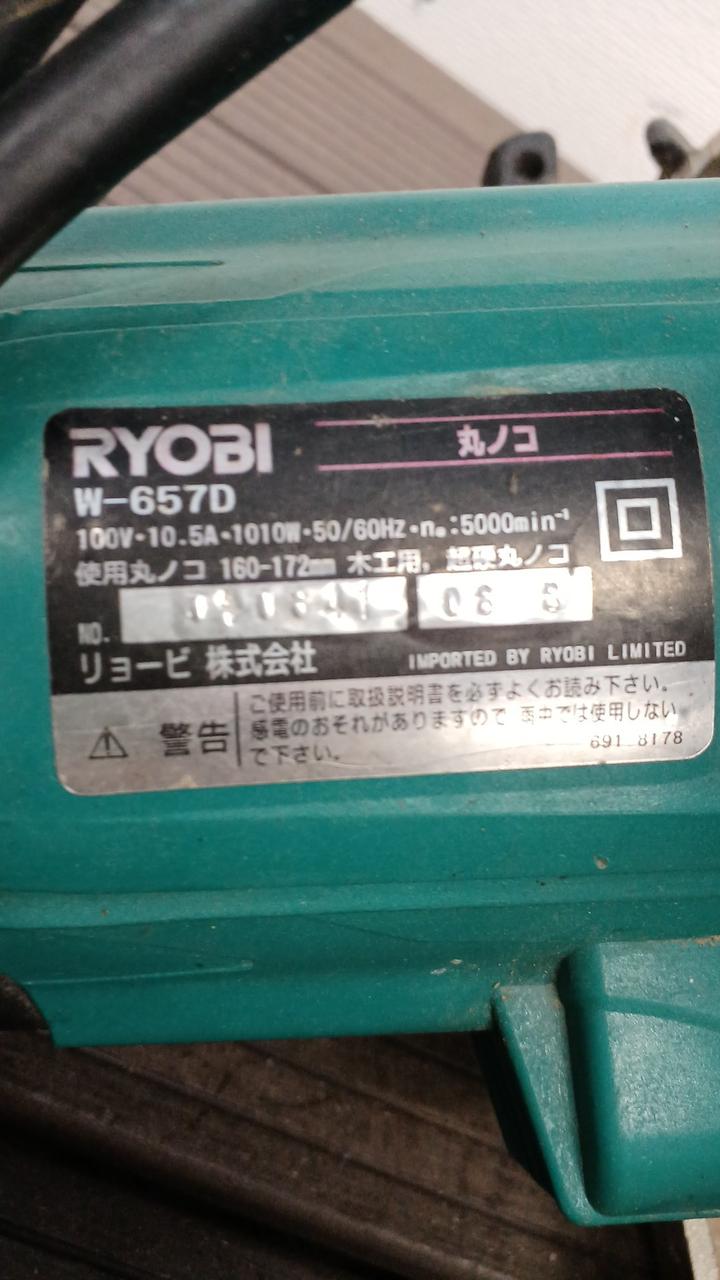 RYOBI
丸ノコ
W-657D
100V・10.5A・1010W・50/60HZ・n₀:5000min⁻¹
使用丸ノコ 160-172mm 木工用, 超硬丸ノコ
NO.
リョービ 株式会社
IMPORTED BY RYOBI LIMITED
警告
ご使用前に取扱説明書を必ずよくお読み下さい。
感電のおそれがありますので 雨中では使用しない
で下さい。
691 8178